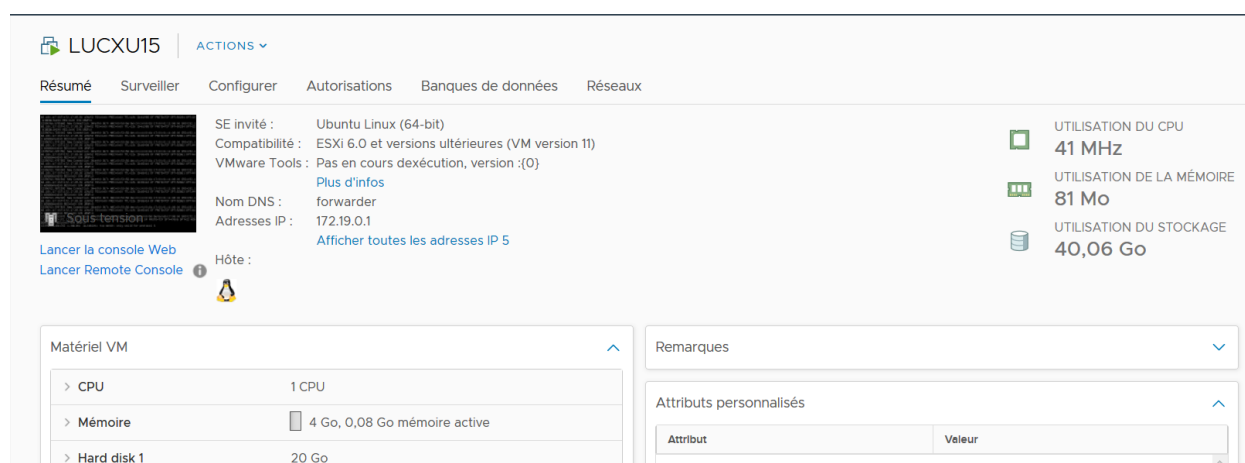 LUCXU15 ACTIONS
Résumé Surveiller Configurer Autorisations Banques de données Réseaux
SE invité : Ubuntu Linux (64-bit)
Compatibilité : ESXi 6.0 et versions ultérieures (VM version 11)
VMware Tools : Pas en cours dexécution, version :{0}
Plus d'infos
Nom DNS : forwarder
Adresses IP : 172.19.0.1
Afficher toutes les adresses IP 5
Hôte :
Sous tension
Lancer la console Web
Lancer Remote Console
UTILISATION DU CPU
41 MHz
UTILISATION DE LA MÉMOIRE
81 Mo
UTILISATION DU STOCKAGE
40,06 Go
Matériel VM
CPU 1 CPU
Mémoire 4 Go, 0,08 Go mémoire active
Hard disk 1 20 Go
Remarques
Attributs personnalisés
Attribut Valeur